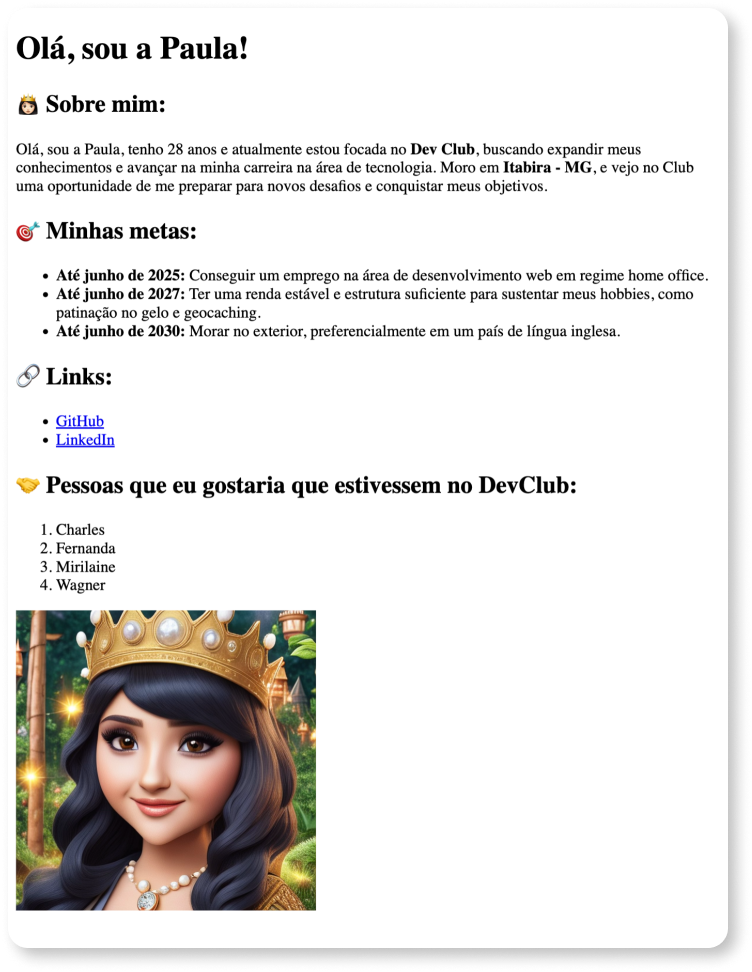 Olá, sou a Paula!
👸🏻 Sobre mim:
Olá, sou a Paula, tenho 28 anos e atualmente estou focada no Dev Club, buscando expandir meus
conhecimentos e avançar na minha carreira na área de tecnologia. Moro em Itabira - MG, e vejo no Club
uma oportunidade de me preparar para novos desafios e conquistar meus objetivos.
🎯 Minhas metas:
• Até junho de 2025: Conseguir um emprego na área de desenvolvimento web em regime home office.
• Até junho de 2027: Ter uma renda estável e estrutura suficiente para sustentar meus hobbies, como
patinação no gelo e geocaching.
• Até junho de 2030: Morar no exterior, preferencialmente em um país de língua inglesa.
🔗 Links:
• GitHub
• LinkedIn
🤝 Pessoas que eu gostaria que estivessem no DevClub:
1. Charles
2. Fernanda
3. Mirilaine
4. Wagner